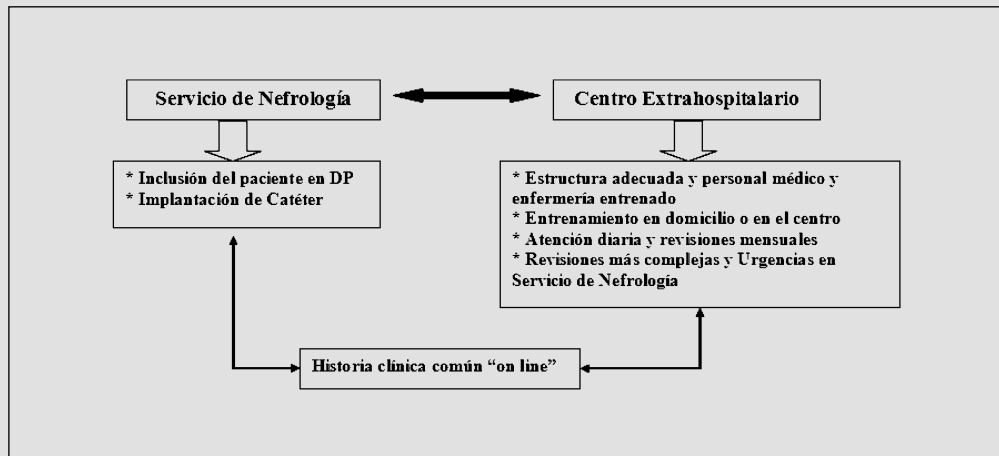 Servicio de Nefrología
Centro Extrahospitalario
* Inclusión del paciente en DP
* Implantación de Catéter
* Estructura adecuada y personal médico y
enfermería entrenado
* Entrenamiento en domicilio o en el centro
* Atención diaria y revisiones mensuales
* Revisiones más complejas y Urgencias en
Servicio de Nefrología
Historia clínica común “on line”